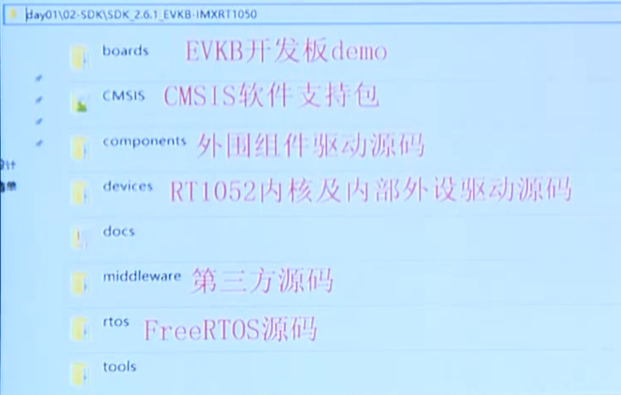 day01\02-SDK\SDK_2.6.1_EVKB-IMXRT1050
boards EVKB开发板demo
CMSIS CMSIS软件支持包
components 外围组件驱动源码
devices RT1052内核及内部外设驱动源码
docs
middleware 第三方源码
rtos FreeRTOS源码
tools